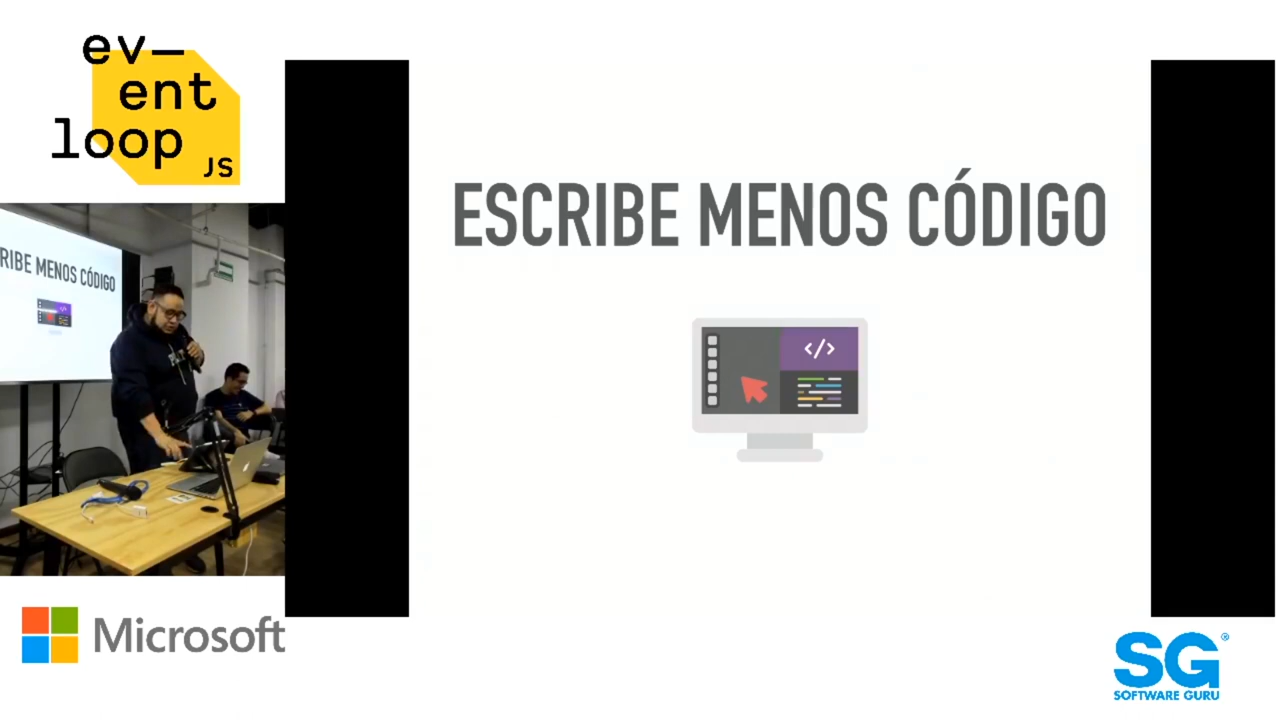 ev—
ent
loop
JS
ESCRIBE MENOS CÓDIGO
</>
RIBE MENOS CÓDIGO
Microsoft
SG®
SOFTWARE GURU